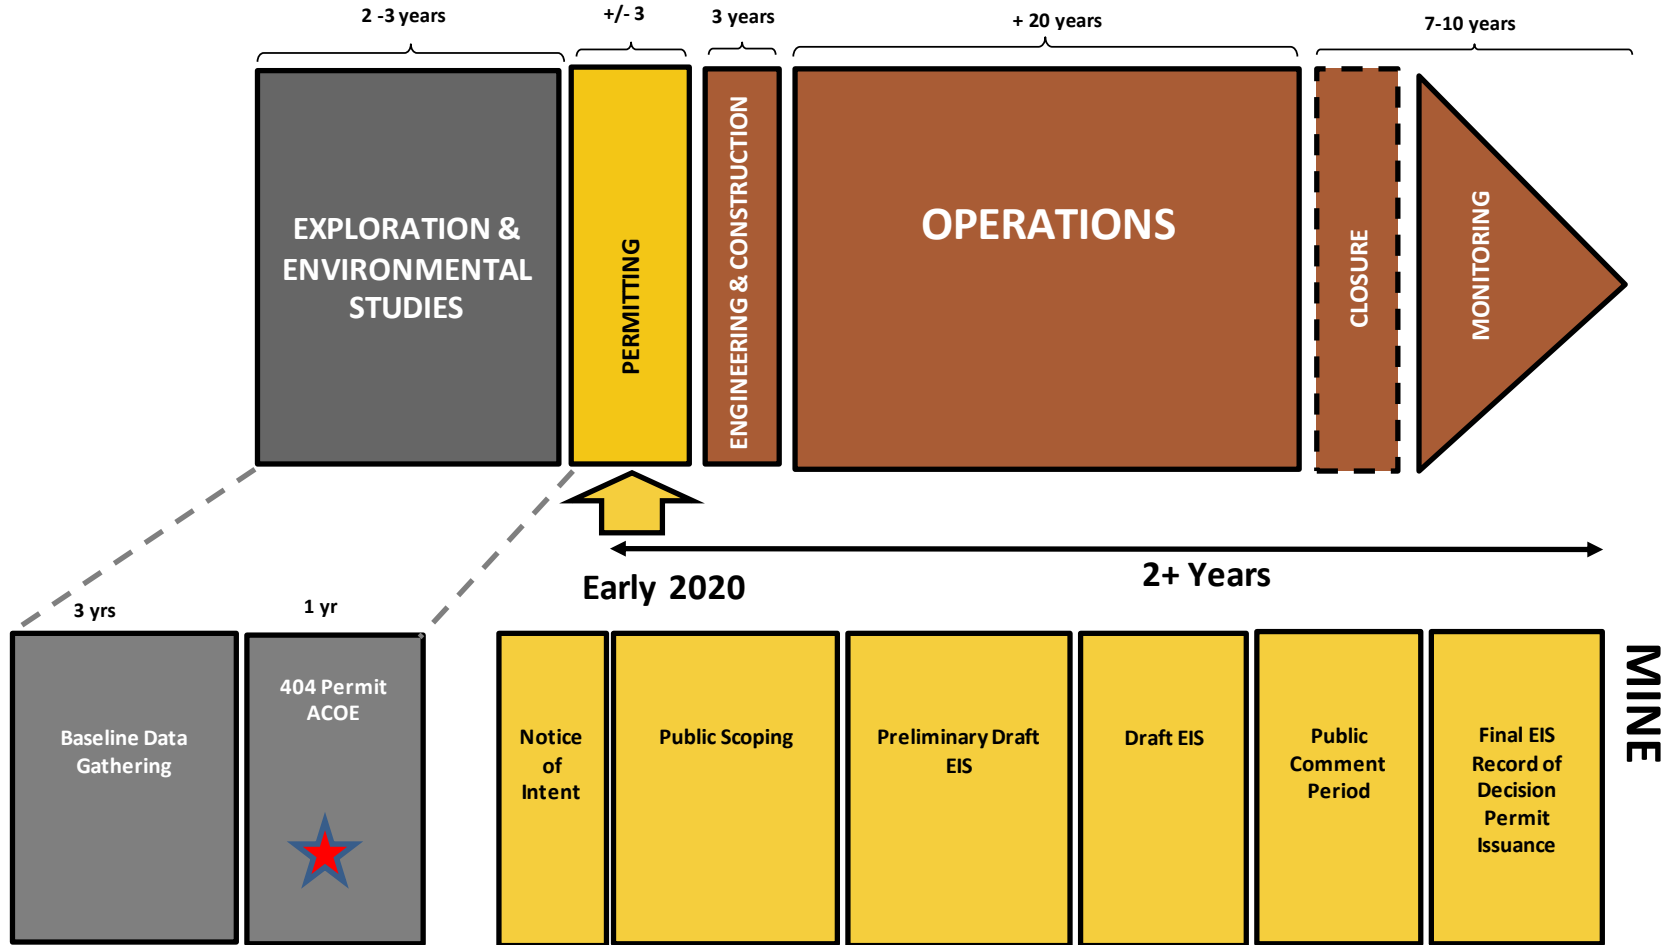 2 -3 years
+/- 3
3 years
+ 20 years
7-10 years
EXPLORATION &
ENVIRONMENTAL
STUDIES
PERMITTING
ENGINEERING & CONSTRUCTION
OPERATIONS
CLOSURE
MONITORING
Early 2020
2+ Years
3 yrs
1 yr
Baseline Data
Gathering
404 Permit
ACOE
Notice
of
Intent
Public Scoping
Preliminary Draft
EIS
Draft EIS
Public
Comment
Period
Final EIS
Record of
Decision
Permit
Issuance
MINE